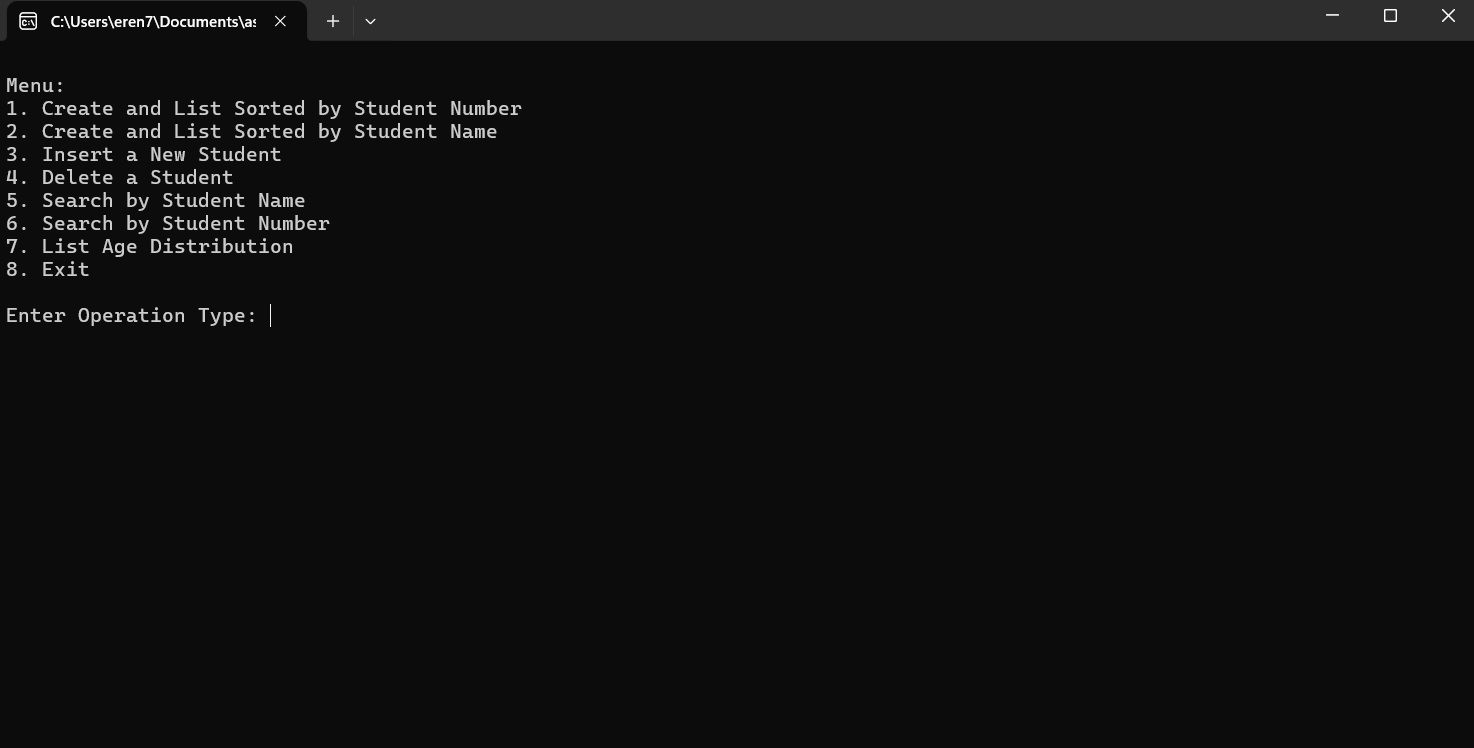 C:\Users\eren7\Documents\as
Menu:
1. Create and List Sorted by Student Number
2. Create and List Sorted by Student Name
3. Insert a New Student
4. Delete a Student
5. Search by Student Name
6. Search by Student Number
7. List Age Distribution
8. Exit
Enter Operation Type: